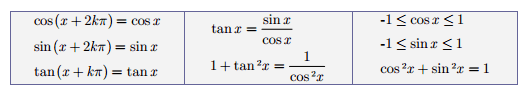 cos(x + 2kπ) = cos x
sin(x + 2kπ) = sin x
tan(x + kπ) = tan x
tan x = sin x / cos x
1 + tan²x = 1 / cos²x
-1 ≤ cos x ≤ 1
-1 ≤ sin x ≤ 1
cos²x + sin²x = 1